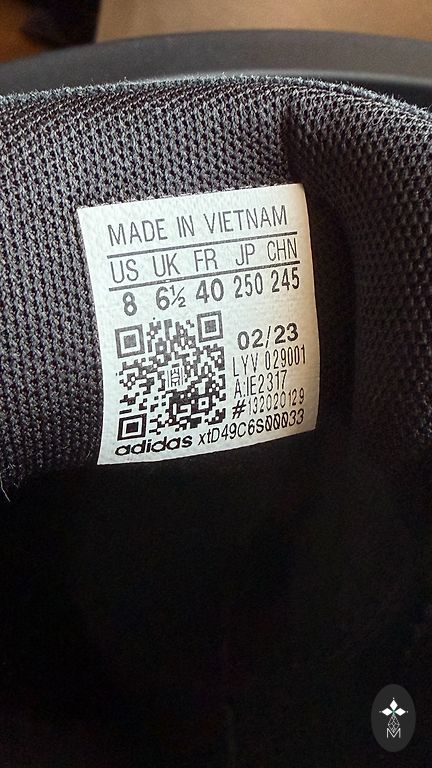 MADE IN VIETNAM
US UK FR JP CHN
8 6½ 40 250 245
02/23
LYV 029001
A:IE2317
#132020129
adidas xtD49C6S00033
M